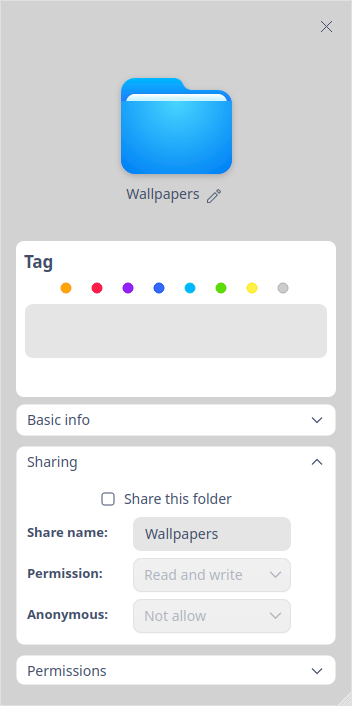 Wallpapers
Tag
Basic info
Sharing
Share this folder
Share name: Wallpapers
Permission: Read and write
Anonymous: Not allow
Permissions